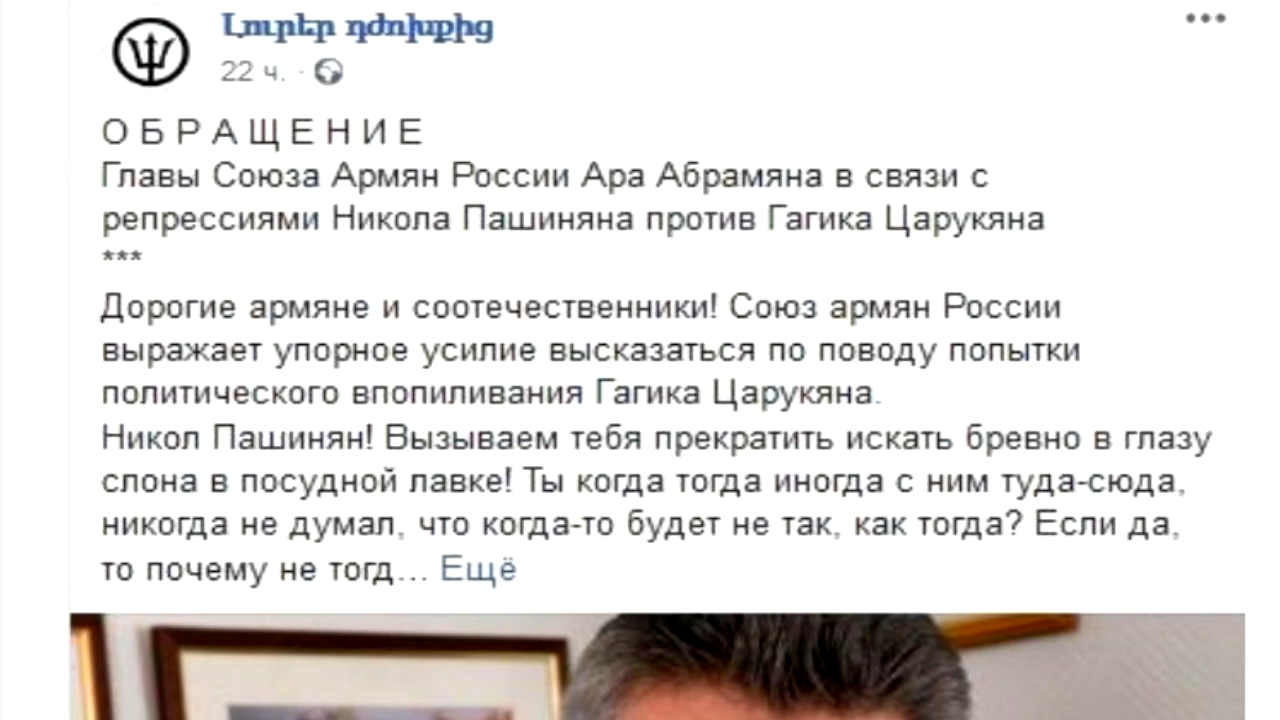 Լուրեր դժոխքից
22 ч. ·
О Б Р А Щ Е Н И Е
Главы Союза Армян России Ара Абрамяна в связи с
репрессиями Никола Пашиняна против Гагика Царукяна
***
Дорогие армяне и соотечественники! Союз армян России
выражает упорное усилие высказаться по поводу попытки
политического впопиливания Гагика Царукяна.
Никол Пашинян! Вызываем тебя прекратить искать бревно в глазу
слона в посудной лавке! Ты когда тогда иногда с ним туда-сюда,
никогда не думал, что когда-то будет не так, как тогда? Если да,
то почему не тогд... Ещё